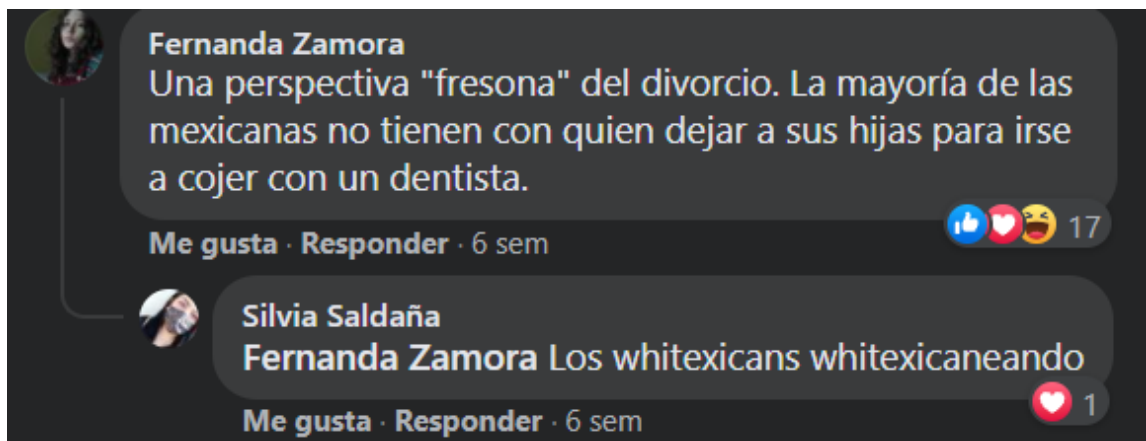 Fernanda Zamora
Una perspectiva "fresona" del divorcio. La mayoría de las
mexicanas no tienen con quien dejar a sus hijas para irse
a cojer con un dentista.
17
Me gusta · Responder · 6 sem
Silvia Saldaña
Fernanda Zamora Los whitexicans whitexicaneando
1
Me gusta · Responder · 6 sem